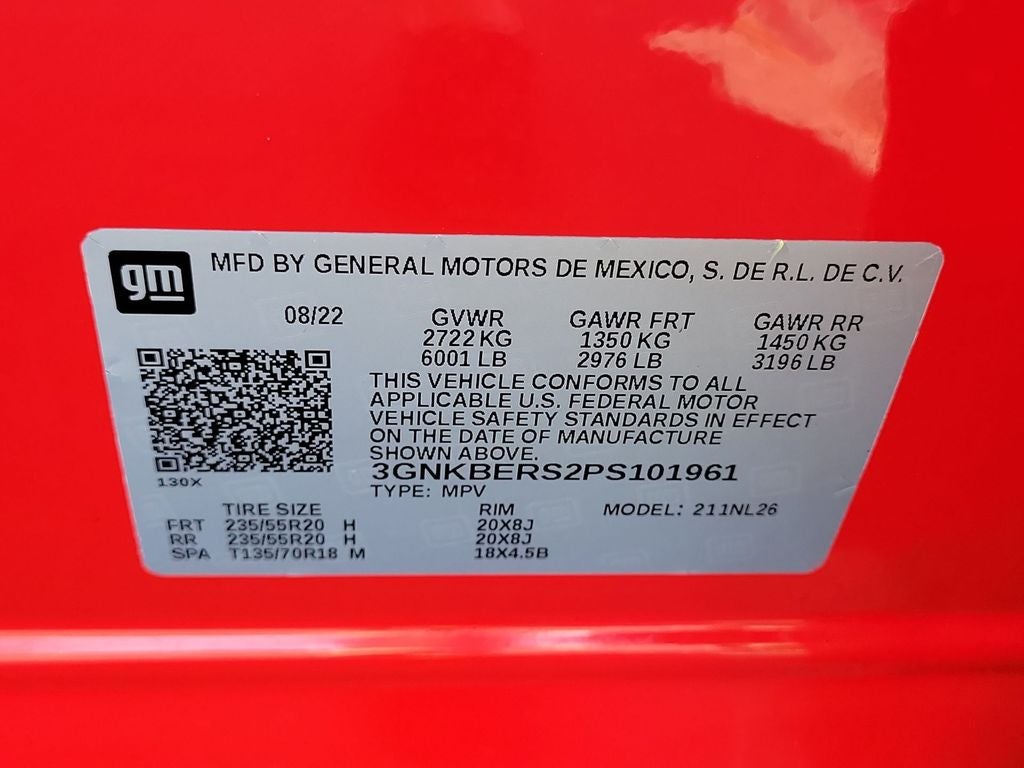 gm MFD BY GENERAL MOTORS DE MEXICO, S. DE R.L. DE C.V.
08/22 GVWR GAWR FRT GAWR RR
2722 KG 1350 KG 1450 KG
6001 LB 2976 LB 3196 LB
THIS VEHICLE CONFORMS TO ALL
APPLICABLE U.S. FEDERAL MOTOR
VEHICLE SAFETY STANDARDS IN EFFECT
ON THE DATE OF MANUFACTURE
SHOWN ABOVE.
3GNKBERS2PS101961
130X
TYPE: MPV
TIRE SIZE RIM MODEL: 211NL26
FRT 235/55R20 H 20X8J
RR 235/55R20 H 20X8J
SPA T135/70R18 M 18X4.5B